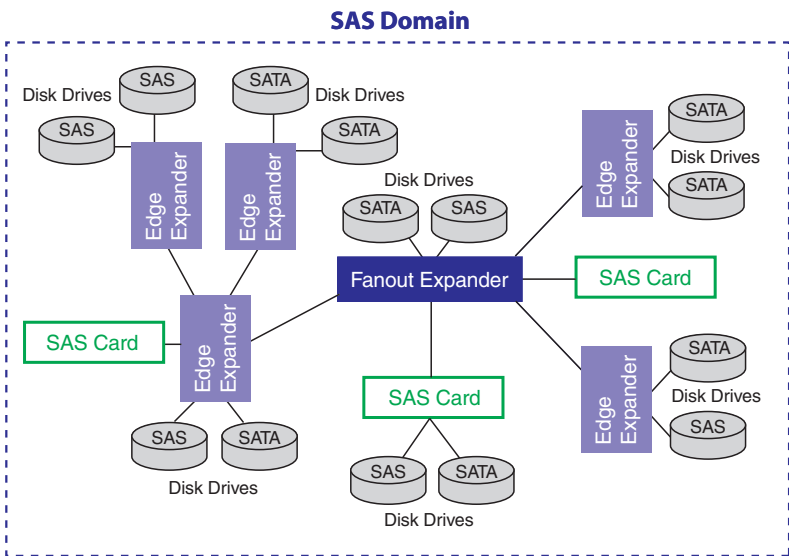 SAS Domain
SAS
SATA
Disk Drives
Disk Drives
SAS
SATA
Edge
Expander
Edge
Expander
SATA
Edge
Expander
Disk Drives
SATA
Disk Drives
SATA
SAS
Fanout Expander
SAS Card
SAS Card
Edge
Expander
SAS Card
SATA
Edge
Expander
Disk Drives
SAS
SAS
SATA
Disk Drives
SAS
SATA
Disk Drives